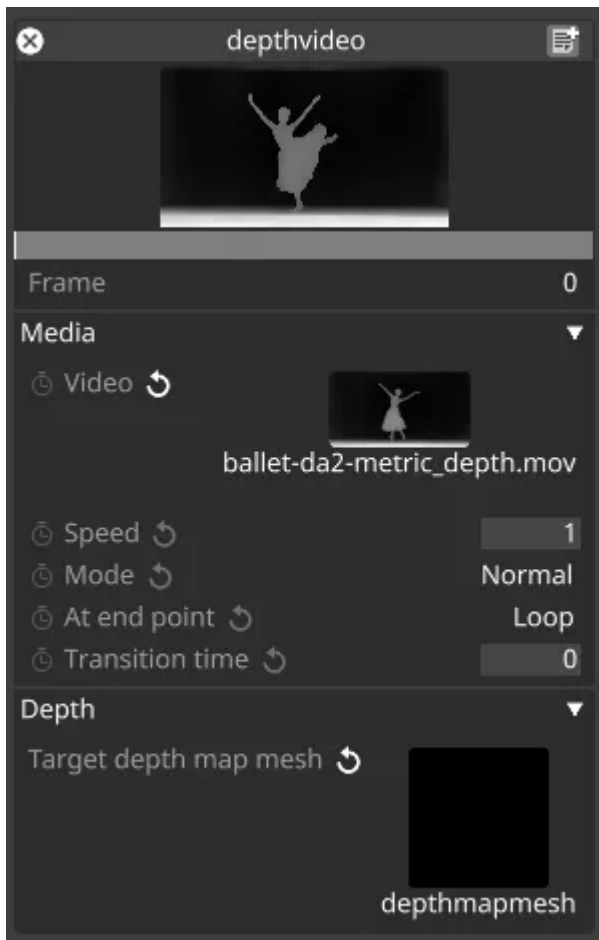 depthvideo
Frame 0
Media
Video
ballet-da2-metric_depth.mov
Speed 1
Mode Normal
At end point Loop
Transition time 0
Depth
Target depth map mesh
depthmapmesh